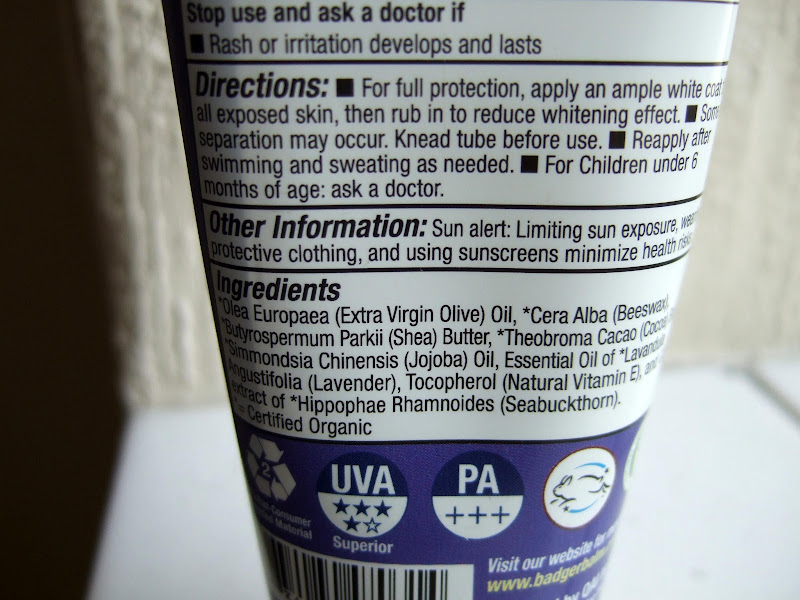 Stop use and ask a doctor if
■ Rash or irritation develops and lasts
Directions: ■ For full protection, apply an ample white coat
all exposed skin, then rub in to reduce whitening effect. ■
separation may occur. Knead tube before use. ■ Reapply after
swimming and sweating as needed. ■ For Children under 6
months of age: ask a doctor.
Other Information: Sun alert: Limiting sun exposure,
protective clothing, and using sunscreens minimize health
Ingredients
*Olea Europaea (Extra Virgin Olive) Oil, *Cera Alba (Beeswax),
*Butyrospermum Parkii (Shea) Butter, *Theobroma Cacao
*Simmondsia Chinensis (Jojoba) Oil, Essential Oil of *Lavandula
Angustifolia (Lavender), Tocopherol (Natural Vitamin E), and
extract of *Hippophae Rhamnoides (Seabuckthorn).
= Certified Organic
2
Consumer
Material
UVA
Superior
PA
+++
Visit our website for
www.badgerbalm.
by